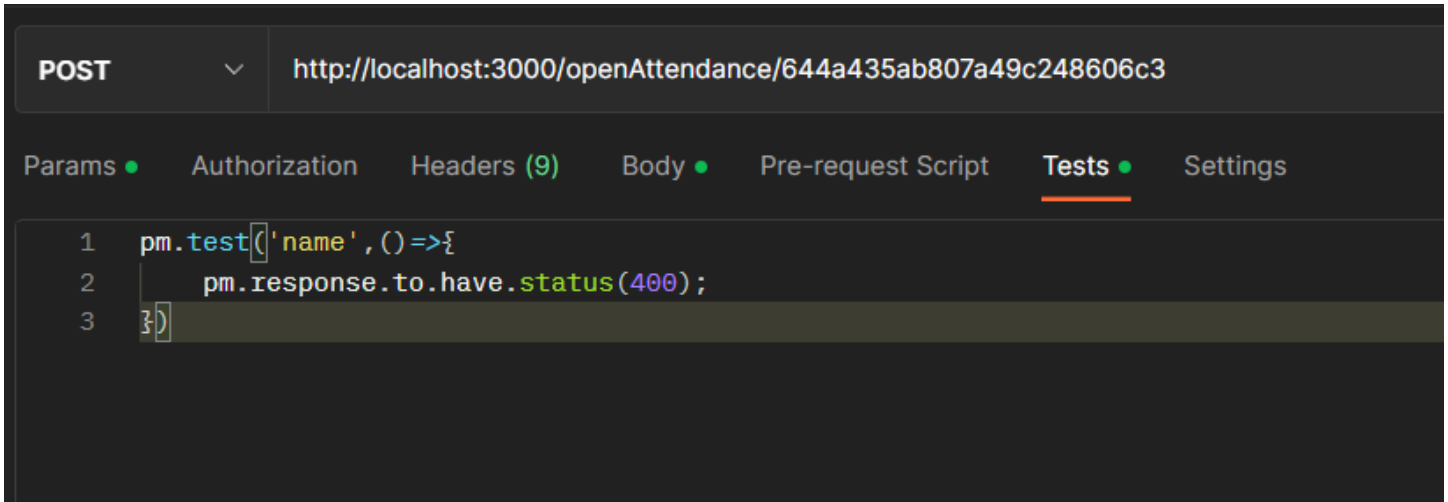 POST http://localhost:3000/openAttendance/644a435ab807a49c248606c3
Params Authorization Headers (9) Body Pre-request Script Tests Settings
1 pm.test('name',()=>{
2 pm.response.to.have.status(400);
3 })